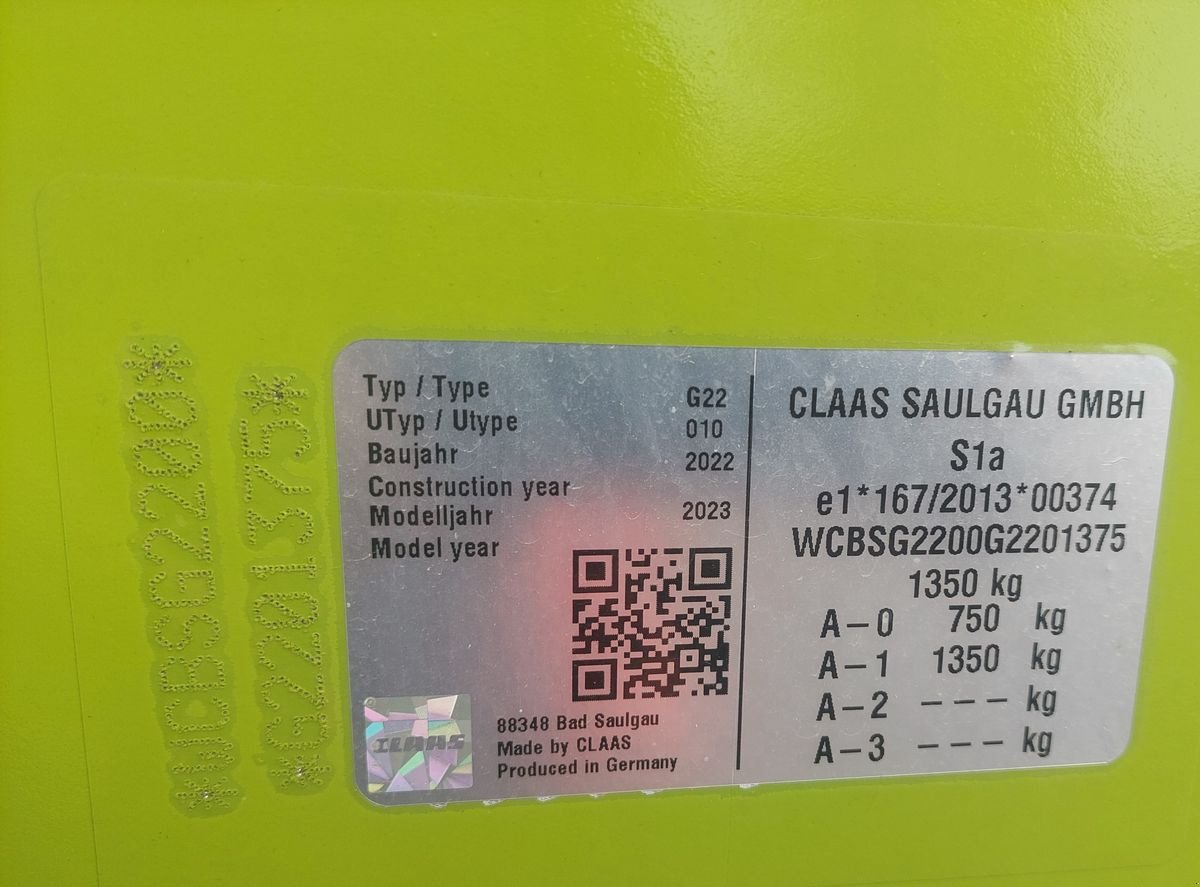 *WCBSG2200*
*G2201375*
Typ / Type G22
UTyp / Utype 010
Baujahr 2022
Construction year
Modelljahr 2023
Model year
CLAAS
88348 Bad Saulgau
Made by CLAAS
Produced in Germany
CLAAS SAULGAU GMBH
S1a
e1*167/2013*00374
WCBSG2200G2201375
1350 kg
A-0 750 kg
A-1 1350 kg
A-2 --- kg
A-3 --- kg